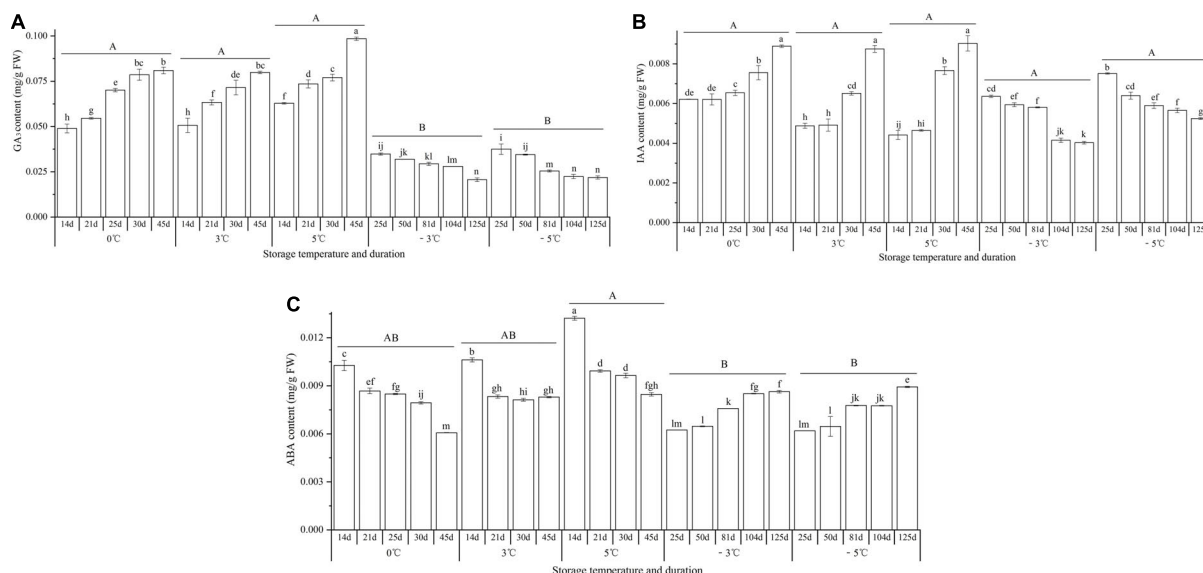 A
A
A
A
B
B
GA3 content (mg/g FW)
0.100
0.075
0.050
0.025
0.000
h g e bc b h f de bc f d c a ij jk kl lm n i ij m n n
14d 21d 25d 30d 45d 14d 21d 30d 45d 14d 21d 30d 45d 25d 50d 81d 104d 125d 25d 50d 81d 104d 125d
0℃ 3℃ 5℃ - 3℃ - 5℃
Storage temperature and duration
B
A
A
A
A
A
IAA content (mg/g FW)
0.008
0.006
0.004
0.002
0.000
de de c b a h h cd a ij hi b a cd ef f jk k b cd ef fg g
14d 21d 25d 30d 45d 14d 21d 30d 45d 14d 21d 30d 45d 25d 50d 81d 104d 125d 25d 50d 81d 104d 125d
0℃ 3℃ 5℃ - 3℃ - 5℃
Storage temperature and duration
C
AB
AB
A
B
B
ABA content (mg/g FW)
0.012
0.009
0.006
0.003
0.000
c ef fg ij m b gh hi gh a d d fgh lm l k fg f lm l jk jk e
14d 21d 25d 30d 45d 14d 21d 30d 45d 14d 21d 30d 45d 25d 50d 81d 104d 125d 25d 50d 81d 104d 125d
0℃ 3℃ 5℃ - 3℃ - 5℃
Storage temperature and duration